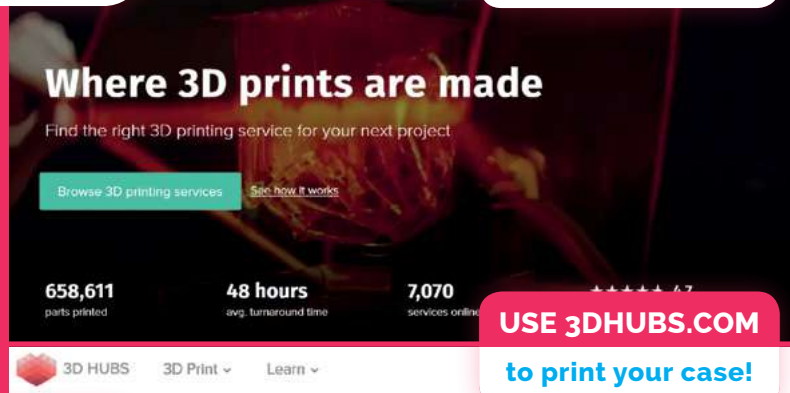 Where 3D prints are made
Find the right 3D printing service for your next project
Browse 3D printing services
See how it works
658,611
parts printed
48 hours
avg. turnaround time
7,070
services online
★★★★★ 4.7
USE 3DHUBS.COM
to print your case!
3D HUBS
3D Print
Learn